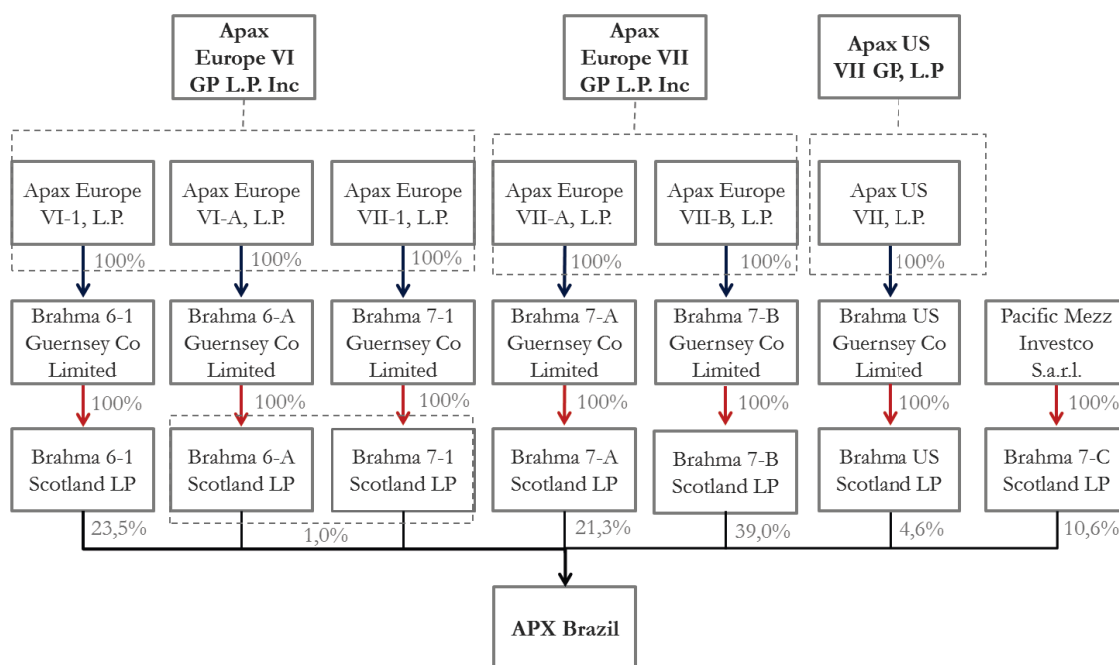 Apax
Europe VI
GP L.P. Inc
Apax
Europe VII
GP L.P. Inc
Apax US
VII GP, L.P
Apax Europe
VI-1, L.P.
Apax Europe
VI-A, L.P.
Apax Europe
VII-1, L.P.
Apax Europe
VII-A, L.P.
Apax Europe
VII-B, L.P.
Apax US
VII, L.P.
100%
100%
100%
100%
100%
100%
Brahma 6-1
Guernsey Co
Limited
Brahma 6-A
Guernsey Co
Limited
Brahma 7-1
Guernsey Co
Limited
Brahma 7-A
Guernsey Co
Limited
Brahma 7-B
Guernsey Co
Limited
Brahma US
Guernsey Co
Limited
Pacific Mezz
Investco
S.a.r.l.
100%
100%
100%
100%
100%
100%
100%
Brahma 6-1
Scotland LP
Brahma 6-A
Scotland LP
Brahma 7-1
Scotland LP
Brahma 7-A
Scotland LP
Brahma 7-B
Scotland LP
Brahma US
Scotland LP
Brahma 7-C
Scotland LP
23,5%
1,0%
21,3%
39,0%
4,6%
10,6%
APX Brazil